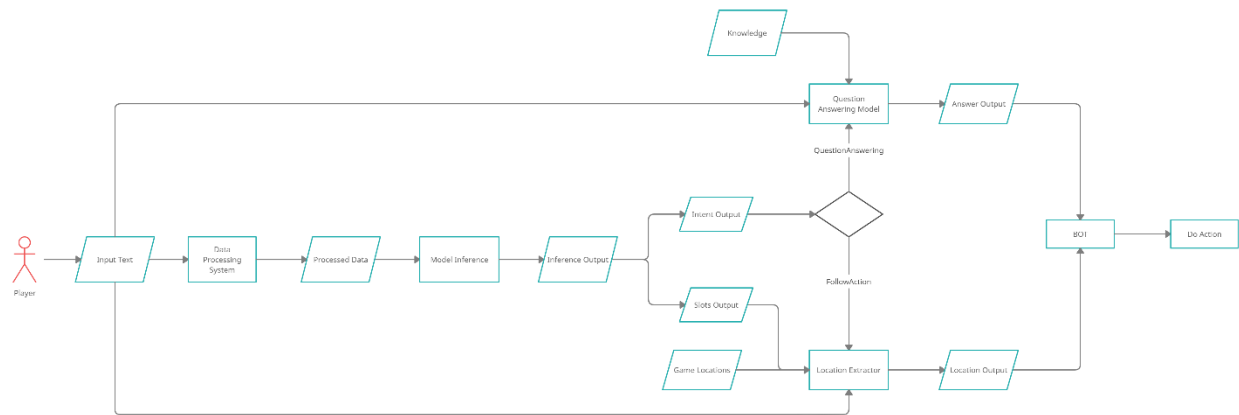 Knowledge
Question
Answering Model
Answer Output
QuestionAnswering
Intent Output
Player
Input Text
Data
Processing
System
Processed Data
Model Inference
Inference Output
BOT
Do Action
FollowAction
Slots Output
Game Locations
Location Extractor
Location Output